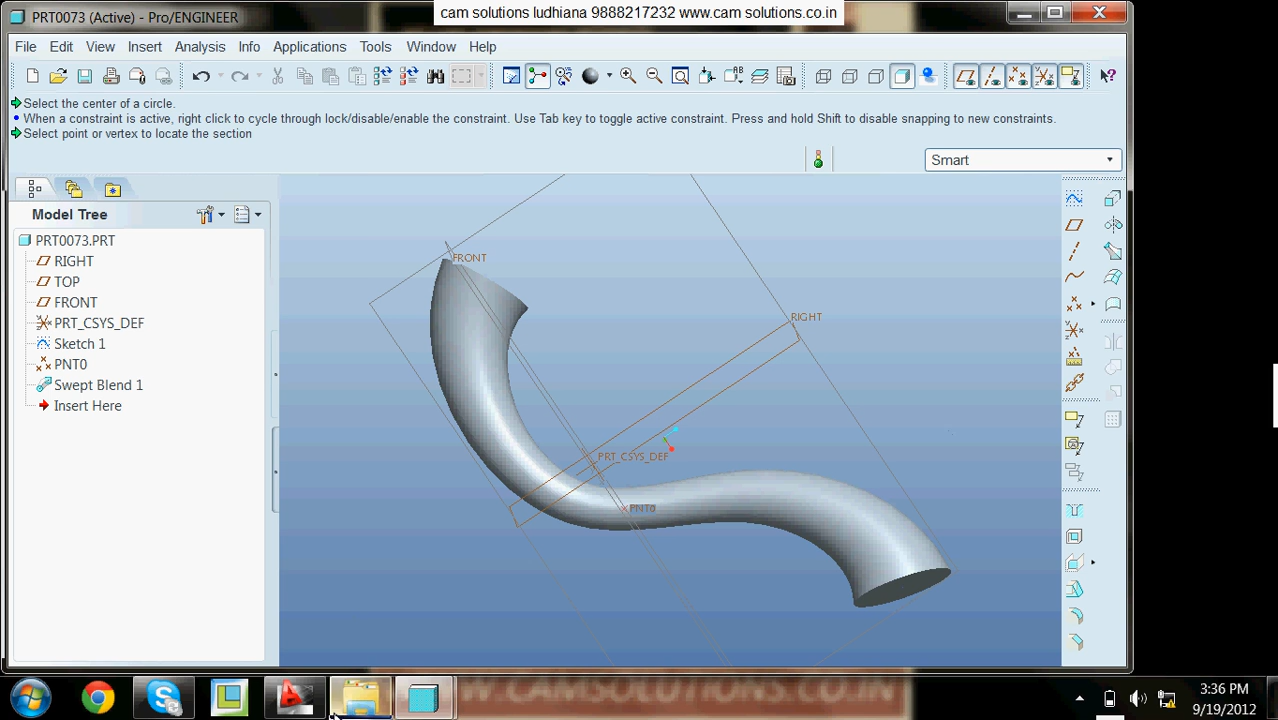 PRT0073 (Active) - Pro/ENGINEER
cam solutions ludhiana 9888217232 www.cam solutions.co.in
File Edit View Insert Analysis Info Applications Tools Window Help
Select the center of a circle.
When a constraint is active, right click to cycle through lock/disable/enable the constraint. Use Tab key to toggle active constraint. Press and hold Shift to disable snapping to new constraints.
Select point or vertex to locate the section
Smart
Model Tree
PRT0073.PRT
RIGHT
TOP
FRONT
PRT_CSYS_DEF
Sketch 1
PNT0
Swept Blend 1
Insert Here
FRONT
RIGHT
PRT_CSYS_DEF
PNT0
3:36 PM
9/19/2012